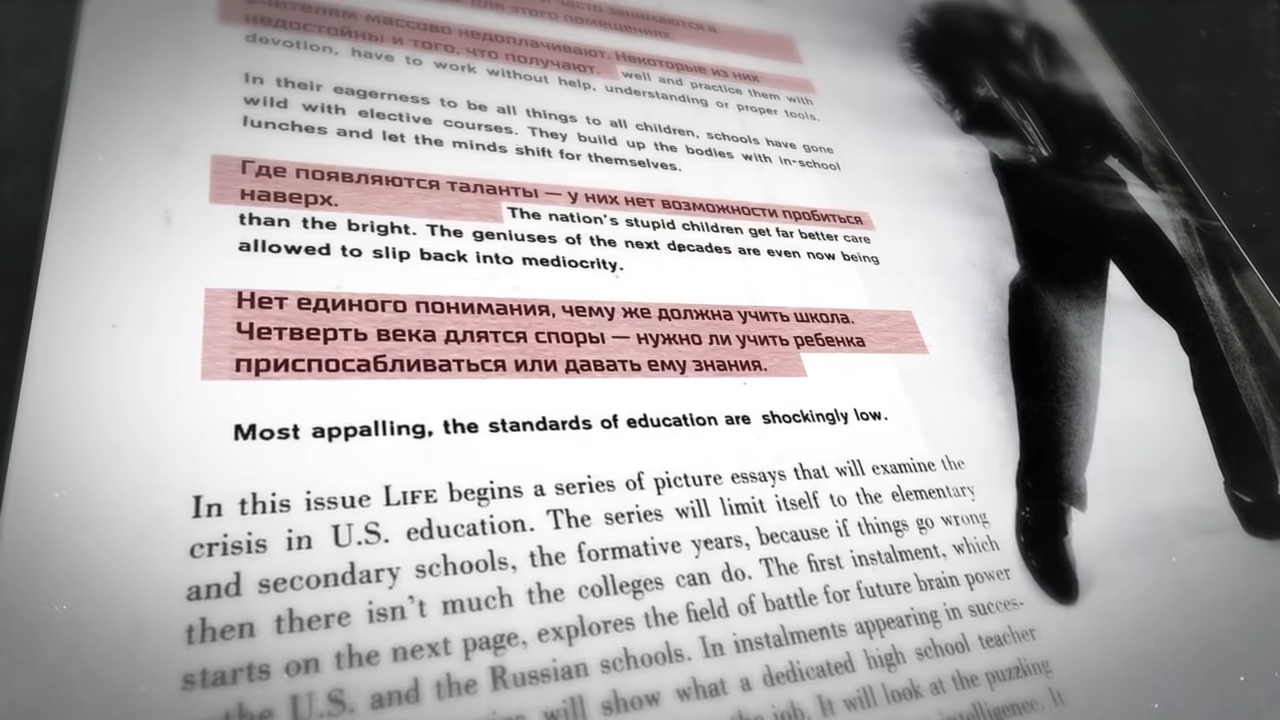 часто занимаются в
для этого помещениях.
Учителям массово недоплачивают. Некоторые из них
недостойны и того, что получают. well and practice them with
devotion, have to work without help, understanding or proper tools.
In their eagerness to be all things to all children, schools have gone
wild with elective courses. They build up the bodies with in-school
lunches and let the minds shift for themselves.
Где появляются таланты — у них нет возможности пробиться
наверх. The nation's stupid children get far better care
than the bright. The geniuses of the next decades are even now being
allowed to slip back into mediocrity.
Нет единого понимания, чему же должна учить школа.
Четверть века длятся споры — нужно ли учить ребенка
приспосабливаться или давать ему знания.
Most appalling, the standards of education are shockingly low.
In this issue LIFE begins a series of picture essays that will examine the
crisis in U.S. education. The series will limit itself to the elementary
and secondary schools, the formative years, because if things go wrong
then there isn't much the colleges can do. The first instalment, which
starts on the next page, explores the field of battle for future brain power
the U.S. and the Russian schools. In instalments appearing in succes-
will show what a dedicated high school teacher
the job. It will look at the puzzling
intelligence. It